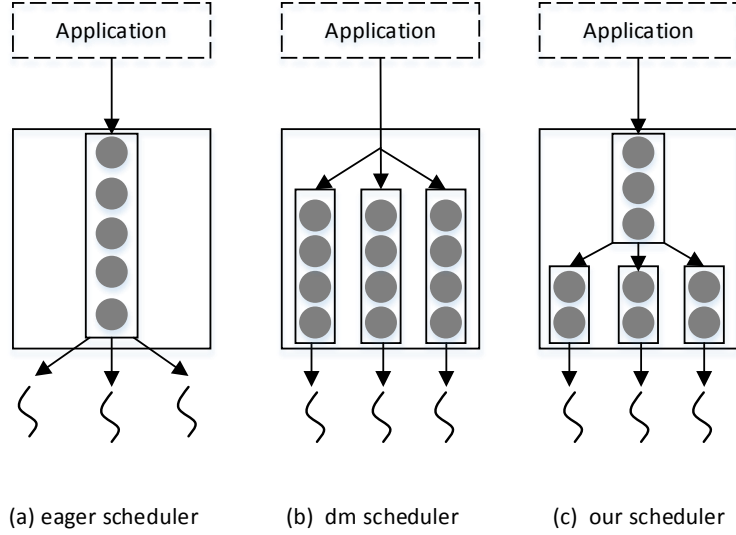 Application
Application
Application
(a) eager scheduler
(b) dm scheduler
(c) our scheduler